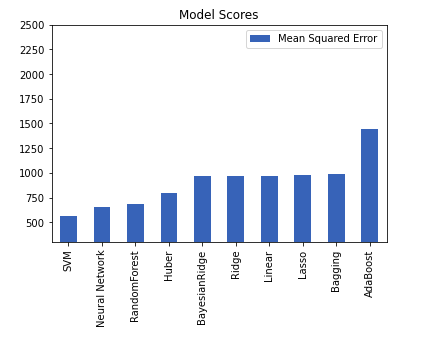 Model Scores
Mean Squared Error
2500
2250
2000
1750
1500
1250
1000
750
500
SVM
Neural Network
RandomForest
Huber
BayesianRidge
Ridge
Linear
Lasso
Bagging
AdaBoost